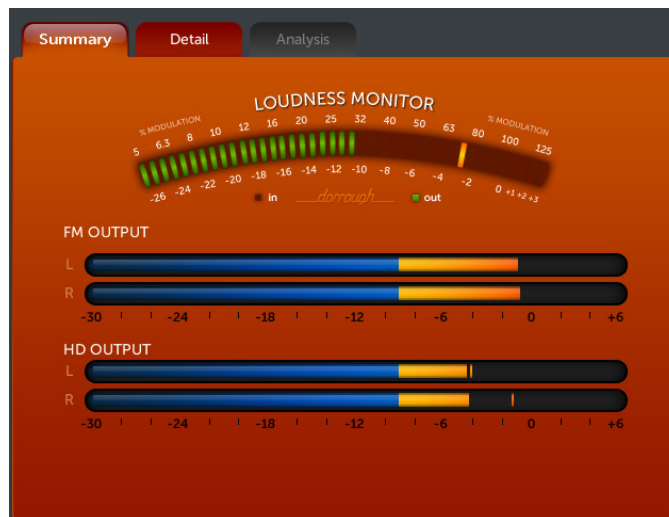 Summary Detail Analysis
LOUDNESS MONITOR
% MODULATION % MODULATION
5 6.3 8 10 12 16 20 25 32 40 50 63 80 100 125
-26 -24 -22 -20 -18 -16 -14 -12 -10 -8 -6 -4 -2 0 +1 +2 +3
in dorrough out
FM OUTPUT
L
R
-30 -24 -18 -12 -6 0 +6
HD OUTPUT
L
R
-30 -24 -18 -12 -6 0 +6